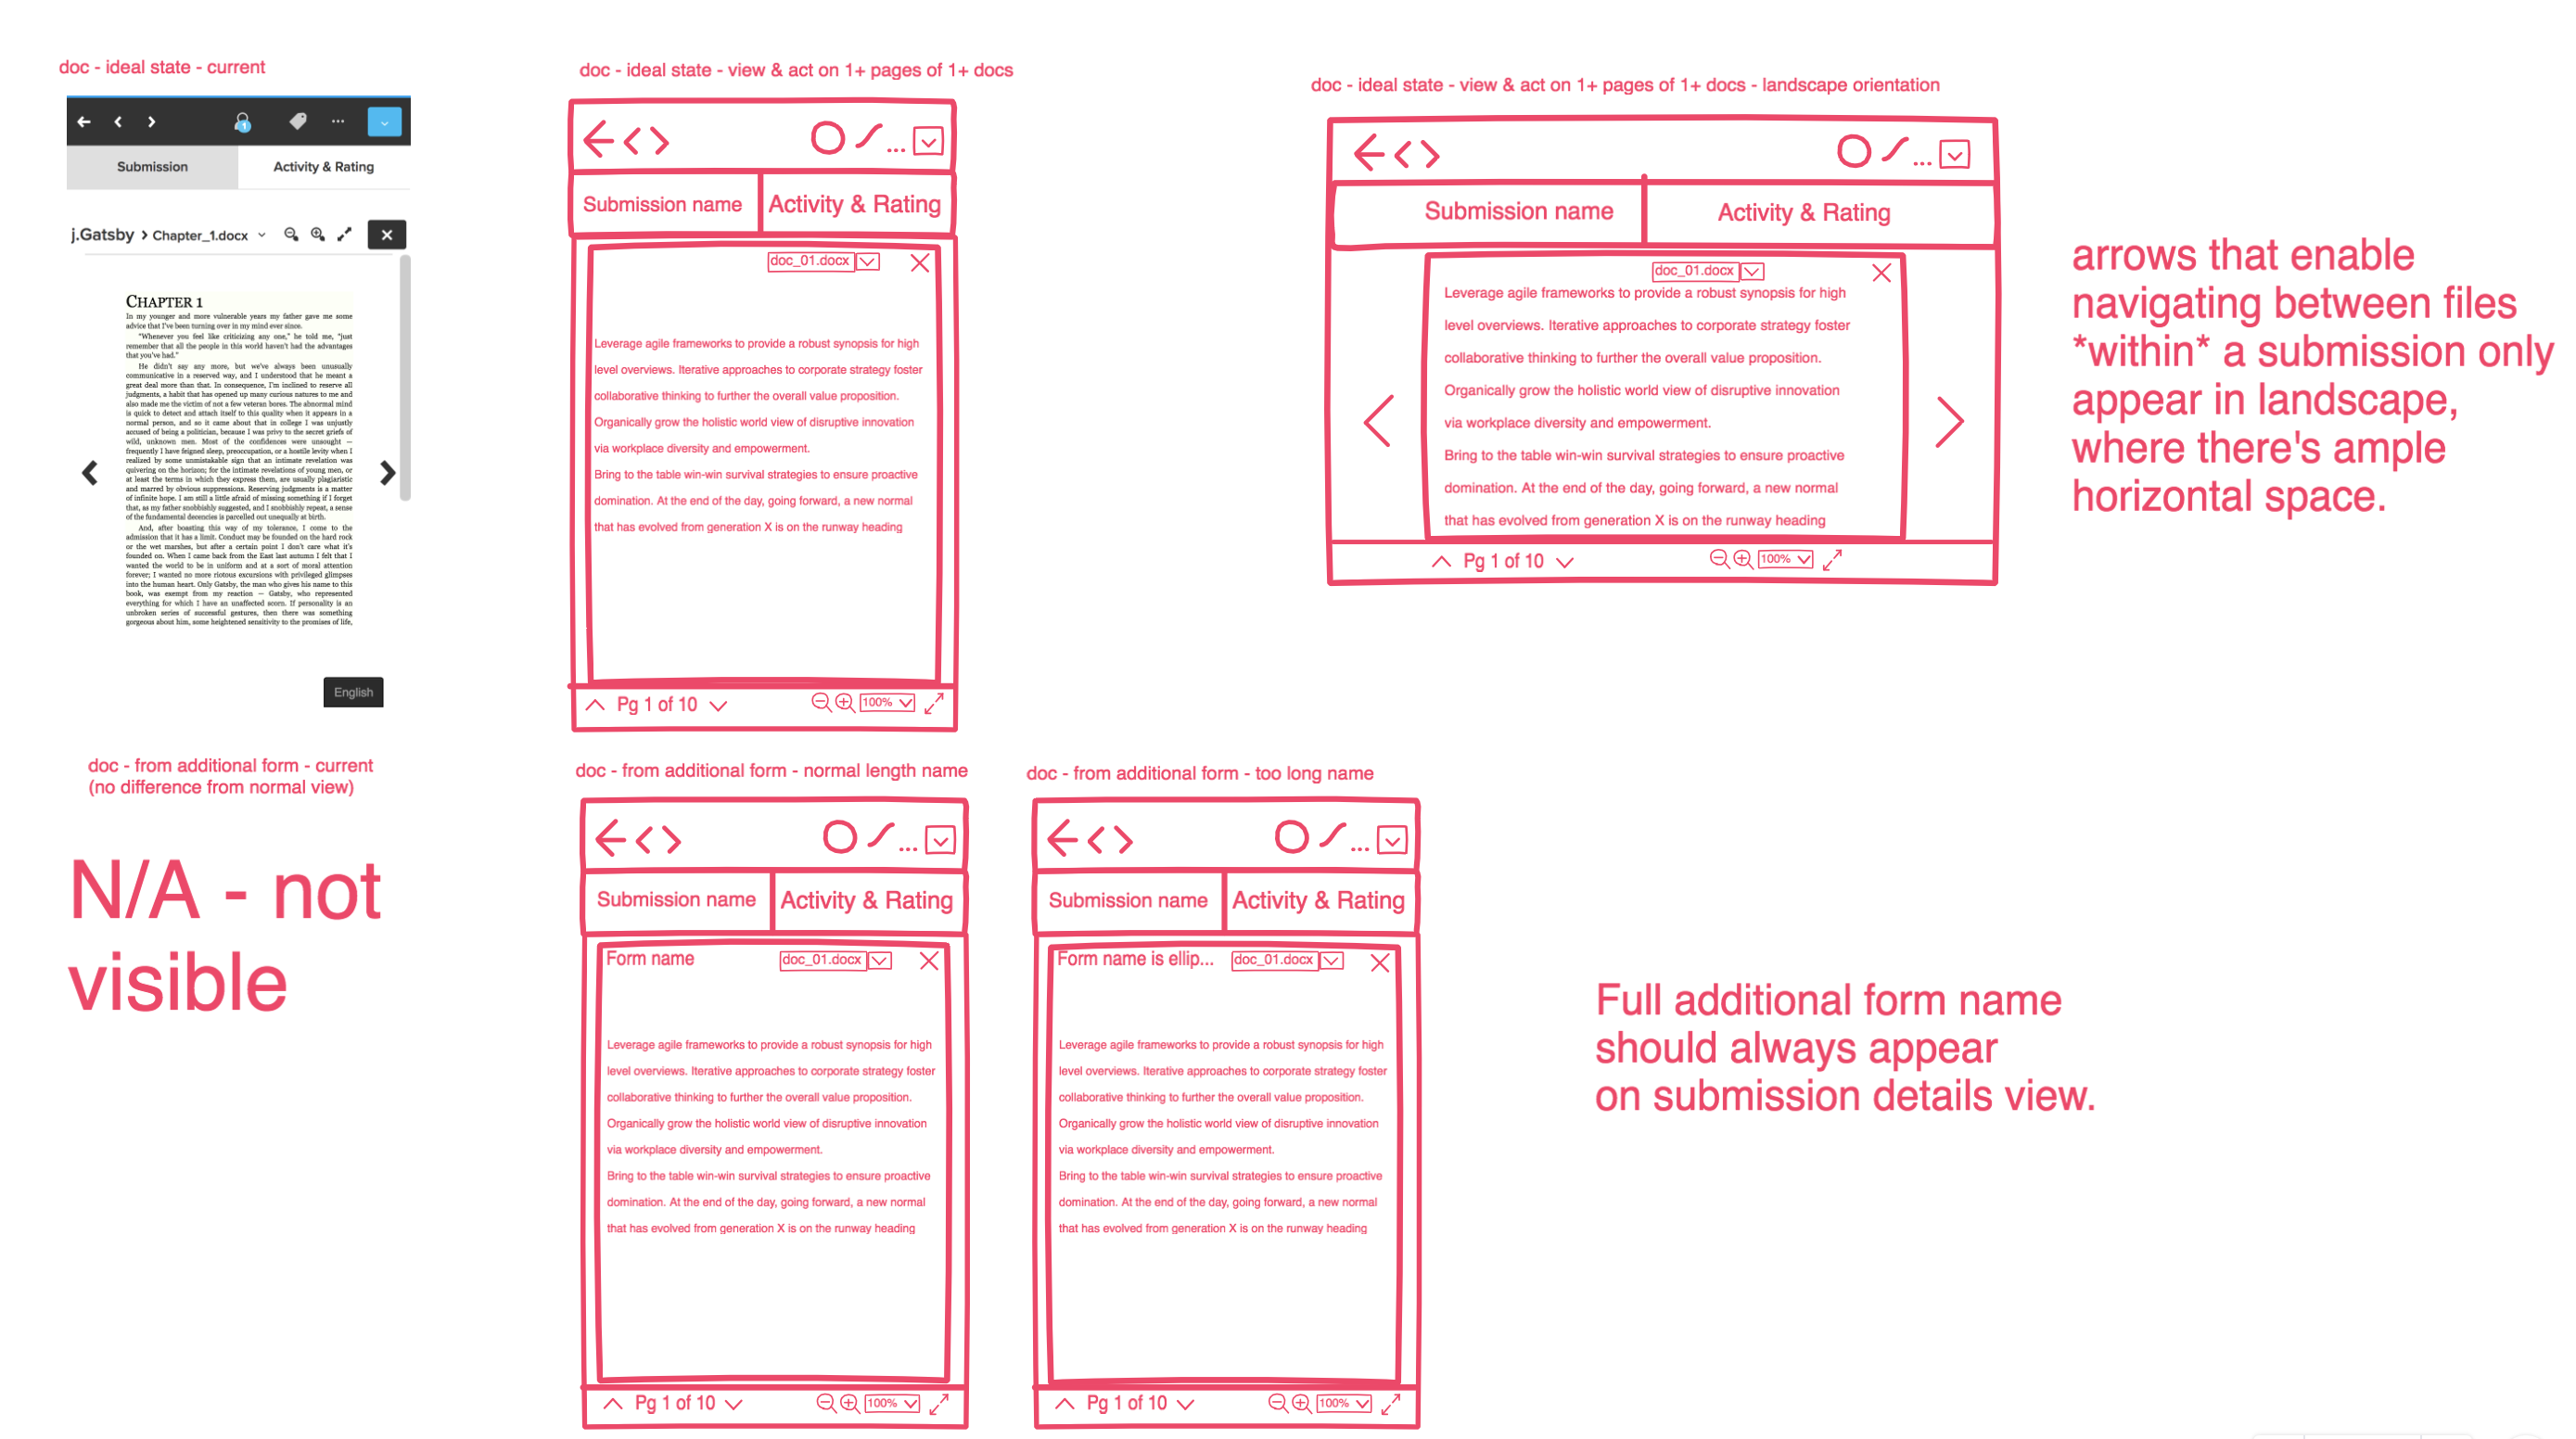 doc - ideal state - current
Submission
Activity & Rating
1
j.Gatsby > Chapter_1.docx
CHAPTER 1
In my younger and more vulnerable years my father gave me some
advice that I've been turning over in my mind ever since.
"Whenever you feel like criticizing any one," he told me, "just
remember that all the people in this world haven't had the advantages
that you've had."
He didn't say any more, but we've always been unusually
communicative in a reserved way, and I understood that he meant a
great deal more than that. In consequence, I'm inclined to reserve all
judgments, a habit that has opened up many curious natures to me and
also made me the victim of not a few veteran bores. The abnormal mind
is quick to detect and attach itself to this quality when it appears in a
normal person, and so it came about that in college I was unjustly
accused of being a politician, because I was privy to the secret griefs of
wild, unknown men. Most of the confidences were unsought —
frequently I have feigned sleep, preoccupation, or a hostile levity when I
realized by some unmistakable sign that an intimate revelation was
quivering on the horizon; for the intimate revelations of young men, or
at least the terms in which they express them, are usually plagiaristic
and marred by obvious suppressions. Reserving judgments is a matter
of infinite hope. I am still a little afraid of missing something if I forget
that, as my father snobbishly suggested, and I snobbishly repeat, a sense
of the fundamental decencies is parcelled out unequally at birth.
And, after boasting this way of my tolerance, I come to the
admission that it has a limit. Conduct may be founded on the hard rock
or the wet marshes, but after a certain point I don't care what it's
founded on. When I came back from the East last autumn I felt that I
wanted the world to be in uniform and at a sort of moral attention
forever; I wanted no more riotous excursions with privileged glimpses
into the human heart. Only Gatsby, the man who gives his name to this
book, was exempt from my reaction — Gatsby, who represented
everything for which I have an unaffected scorn. If personality is an
unbroken series of successful gestures, then there was something
gorgeous about him, some heightened sensitivity to the promises of life,
English
doc - ideal state - view & act on 1+ pages of 1+ docs
Submission name
Activity & Rating
doc_01.docx
Leverage agile frameworks to provide a robust synopsis for high
level overviews. Iterative approaches to corporate strategy foster
collaborative thinking to further the overall value proposition.
Organically grow the holistic world view of disruptive innovation
via workplace diversity and empowerment.
Bring to the table win-win survival strategies to ensure proactive
domination. At the end of the day, going forward, a new normal
that has evolved from generation X is on the runway heading
Pg 1 of 10
100%
doc - ideal state - view & act on 1+ pages of 1+ docs - landscape orientation
Submission name
Activity & Rating
doc_01.docx
Leverage agile frameworks to provide a robust synopsis for high
level overviews. Iterative approaches to corporate strategy foster
collaborative thinking to further the overall value proposition.
Organically grow the holistic world view of disruptive innovation
via workplace diversity and empowerment.
Bring to the table win-win survival strategies to ensure proactive
domination. At the end of the day, going forward, a new normal
that has evolved from generation X is on the runway heading
Pg 1 of 10
100%
arrows that enable
navigating between files
*within* a submission only
appear in landscape,
where there's ample
horizontal space.
doc - from additional form - current
(no difference from normal view)
N/A - not
visible
doc - from additional form - normal length name
Submission name
Activity & Rating
Form name
doc_01.docx
Leverage agile frameworks to provide a robust synopsis for high
level overviews. Iterative approaches to corporate strategy foster
collaborative thinking to further the overall value proposition.
Organically grow the holistic world view of disruptive innovation
via workplace diversity and empowerment.
Bring to the table win-win survival strategies to ensure proactive
domination. At the end of the day, going forward, a new normal
that has evolved from generation X is on the runway heading
Pg 1 of 10
100%
doc - from additional form - too long name
Submission name
Activity & Rating
Form name is ellip...
doc_01.docx
Leverage agile frameworks to provide a robust synopsis for high
level overviews. Iterative approaches to corporate strategy foster
collaborative thinking to further the overall value proposition.
Organically grow the holistic world view of disruptive innovation
via workplace diversity and empowerment.
Bring to the table win-win survival strategies to ensure proactive
domination. At the end of the day, going forward, a new normal
that has evolved from generation X is on the runway heading
Pg 1 of 10
100%
Full additional form name
should always appear
on submission details view.